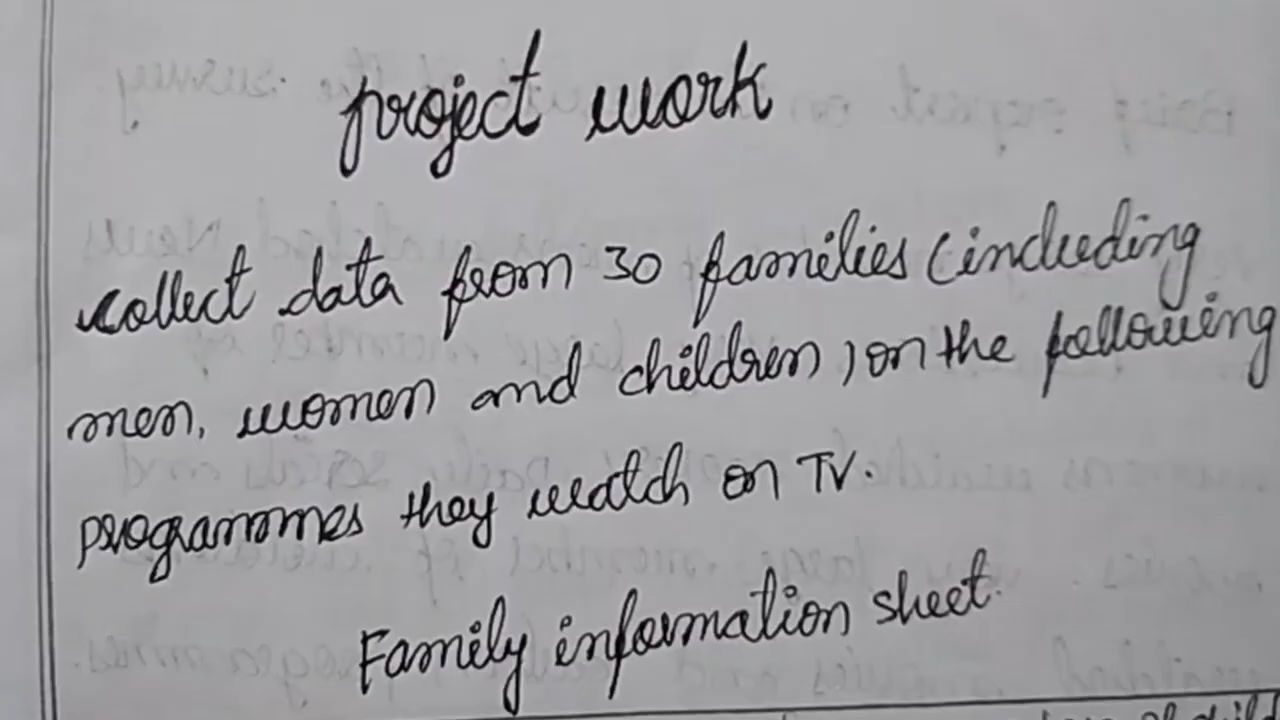 project work
collect data from 30 families (including
men, women and children) on the following
programmes they watch on TV.
Family information sheet.